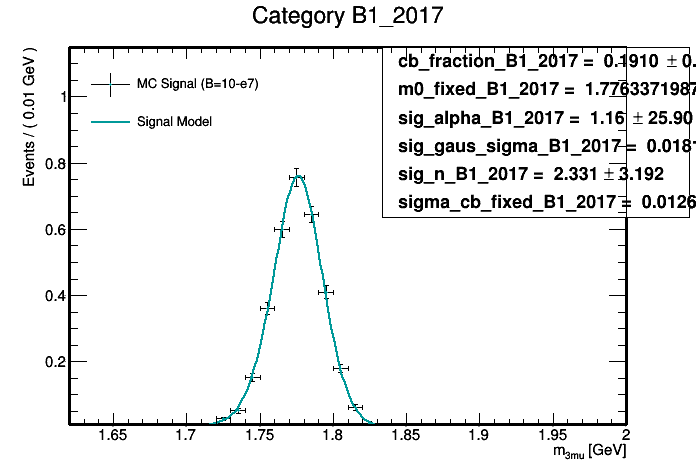 Category B1_2017
Events / ( 0.01 GeV )
MC Signal (B=10-e7)
Signal Model
cb_fraction_B1_2017 = 0.1910 ± 0.
m0_fixed_B1_2017 = 1.7763371987
sig_alpha_B1_2017 = 1.16 ± 25.90
sig_gaus_sigma_B1_2017 = 0.0181
sig_n_B1_2017 = 2.331 ± 3.192
sigma_cb_fixed_B1_2017 = 0.0126
1
0.8
0.6
0.4
0.2
1.65 1.7 1.75 1.8 1.85 1.9 1.95 2
m3mu [GeV]